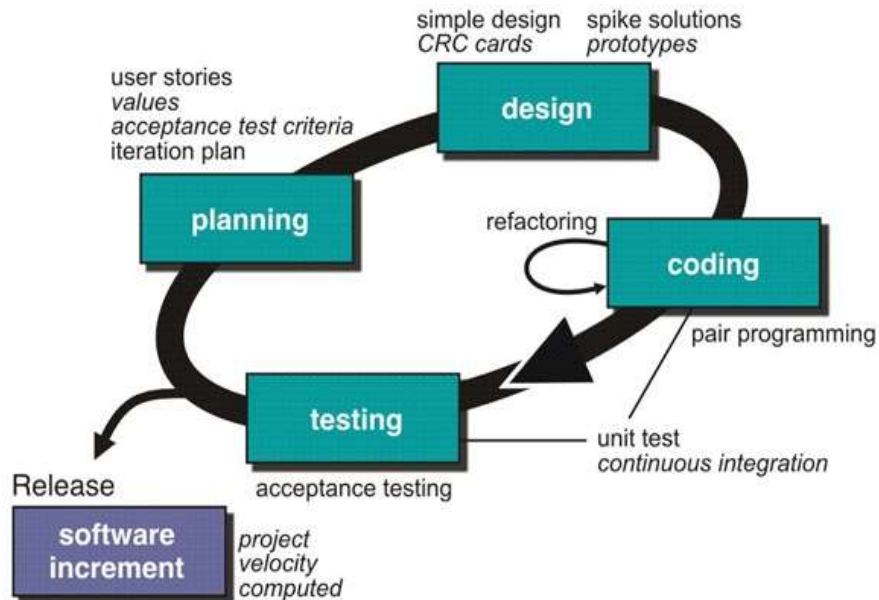 simple design
CRC cards
spike solutions
prototypes
design
user stories
values
acceptance test criteria
iteration plan
planning
refactoring
coding
pair programming
testing
unit test
continuous integration
acceptance testing
Release
software
increment
project
velocity
computed